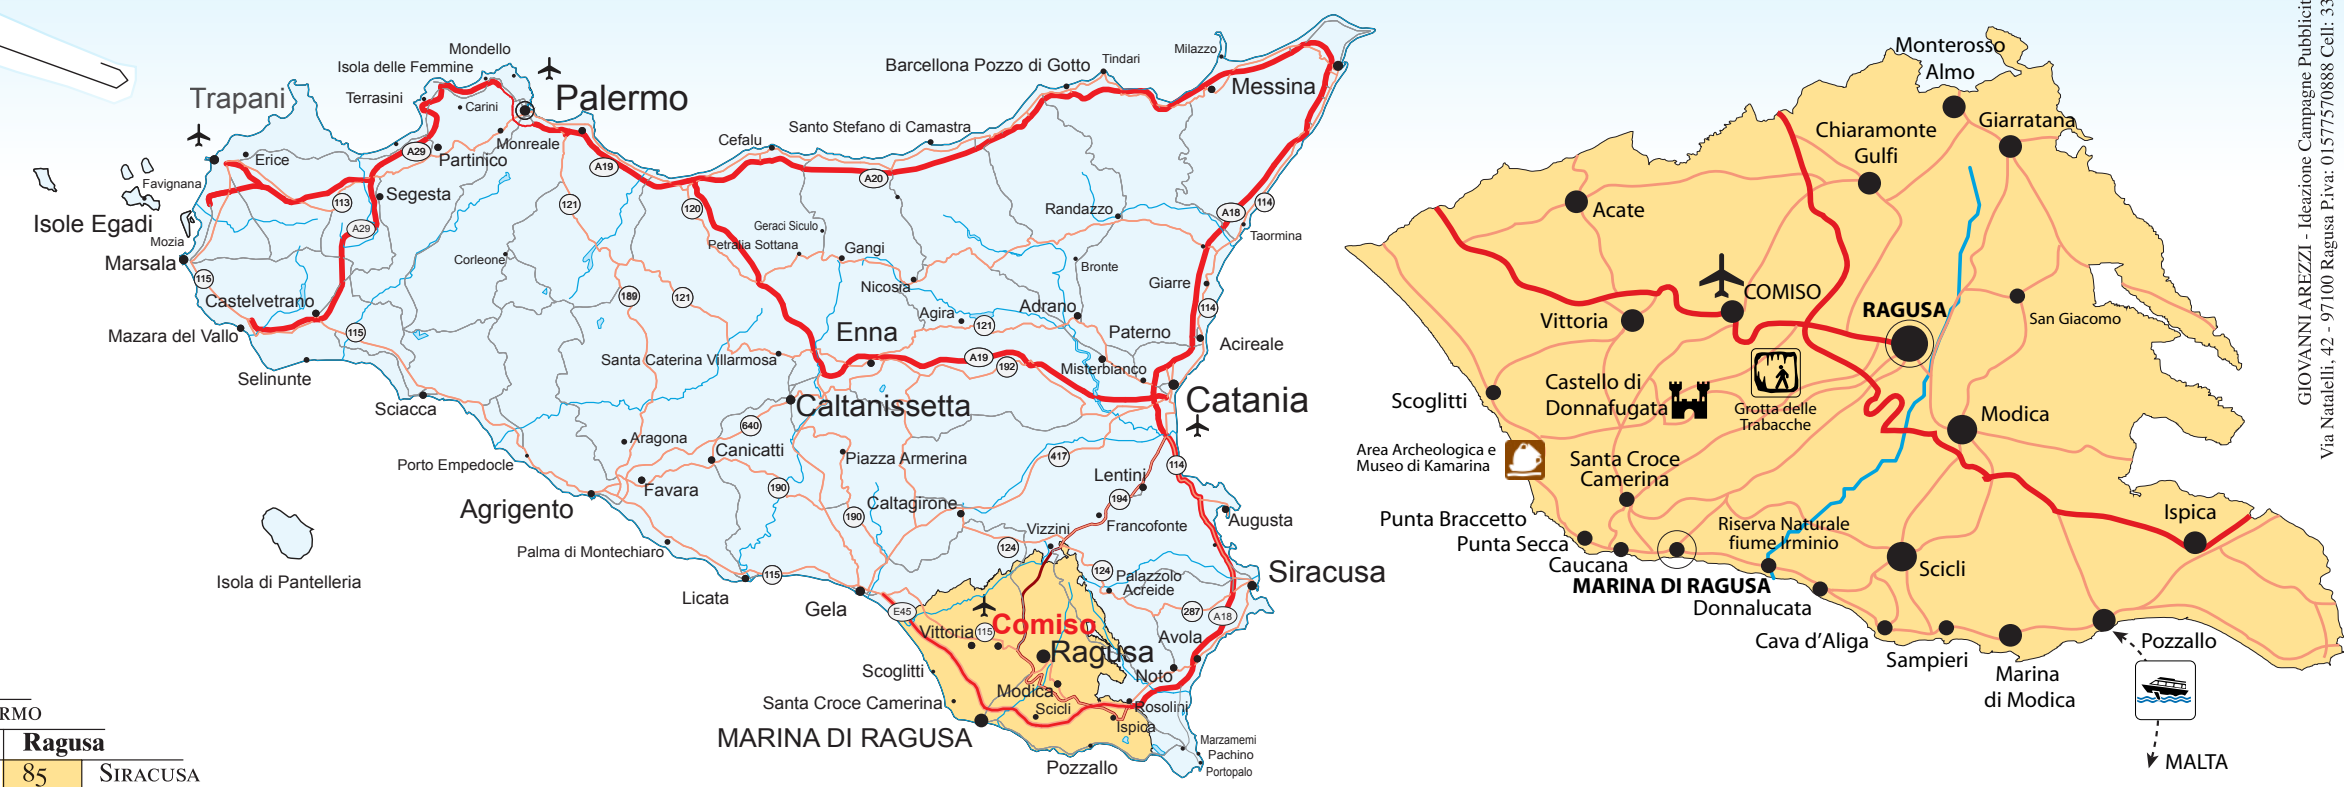 Mondello
Isola delle Femmine
Terrasini
Carini
Trapani
Palermo
Monreale
Partinico
Erice
Segesta
Favignana
Isole Egadi
Mozia
Marsala
Castelvetrano
Mazara del Vallo
Selinunte
Sciacca
Corleone
A29
113
A29
115
115
A19
121
120
189
121
Cefalu
Santo Stefano di Camastra
Barcellona Pozzo di Gotto
Tindari
Milazzo
Messina
A20
A18
114
Taormina
Randazzo
Bronte
Giarre
114
Geraci Siculo
Petralia Sottana
Gangi
Nicosia
Agira
Adrano
Paterno
Acireale
Misterbianco
121
Enna
A19
192
Santa Caterina Villarmosa
Caltanissetta
Catania
640
Aragona
Canicatti
Piazza Armerina
417
Porto Empedocle
Favara
Agrigento
190
190
Caltagirone
Lentini
114
194
Francofonte
Augusta
Vizzini
124
124
Palazzolo
Acreide
Siracusa
Palma di Montechiaro
Licata
115
Gela
E45
287
A18
Isola di Pantelleria
Vittoria
115
Comiso
Ragusa
Avola
Noto
Scoglitti
Modica
Scicli
Rosolini
Ispica
Santa Croce Camerina
MARINA DI RAGUSA
Pozzallo
Marzamemi
Pachino
Portopalo
RMO
Ragusa
85
SIRACUSA
Monterosso
Almo
Giarratana
Chiaramonte
Gulfi
Acate
COMISO
RAGUSA
Vittoria
San Giacomo
Castello di
Donnafugata
Grotta delle
Trabacche
Scoglitti
Modica
Area Archeologica e
Museo di Kamarina
Santa Croce
Camerina
Punta Braccetto
Punta Secca
Caucana
Riserva Naturale
fiume Irminio
MARINA DI RAGUSA
Donnalucata
Scicli
Ispica
Cava d'Aliga
Sampieri
Marina
di Modica
Pozzallo
MALTA
GIOVANNI AREZZI - Ideazione Campagne Pubblicit
Via Natalelli, 42 - 97100 Ragusa P.iva: 01577570888 Cell: 33